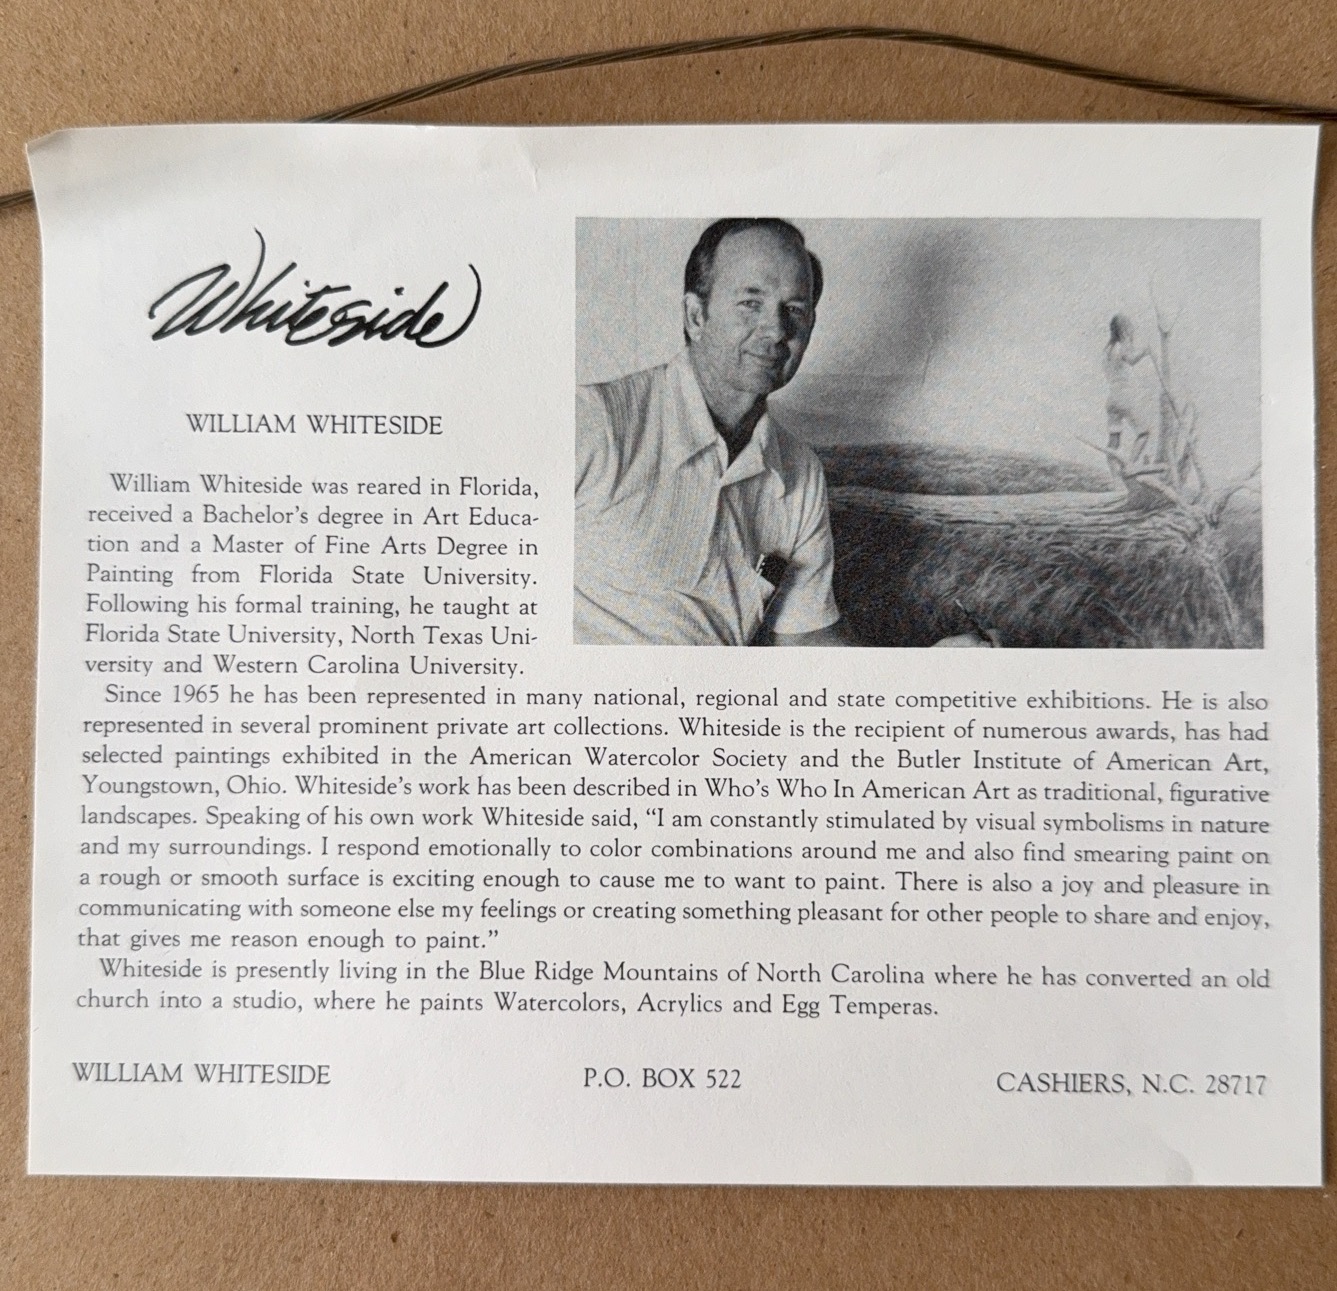 Whiteside
WILLIAM WHITESIDE
William Whiteside was reared in Florida,
received a Bachelor's degree in Art Educa-
tion and a Master of Fine Arts Degree in
Painting from Florida State University.
Following his formal training, he taught at
Florida State University, North Texas Uni-
versity and Western Carolina University.
Since 1965 he has been represented in many national, regional and state competitive exhibitions. He is also
represented in several prominent private art collections. Whiteside is the recipient of numerous awards, has had
selected paintings exhibited in the American Watercolor Society and the Butler Institute of American Art,
Youngstown, Ohio. Whiteside's work has been described in Who's Who In American Art as traditional, figurative
landscapes. Speaking of his own work Whiteside said, “I am constantly stimulated by visual symbolisms in nature
and my surroundings. I respond emotionally to color combinations around me and also find smearing paint on
a rough or smooth surface is exciting enough to cause me to want to paint. There is also a joy and pleasure in
communicating with someone else my feelings or creating something pleasant for other people to share and enjoy,
that gives me reason enough to paint.”
Whiteside is presently living in the Blue Ridge Mountains of North Carolina where he has converted an old
church into a studio, where he paints Watercolors, Acrylics and Egg Temperas.
WILLIAM WHITESIDE P.O. BOX 522 CASHIERS, N.C. 28717